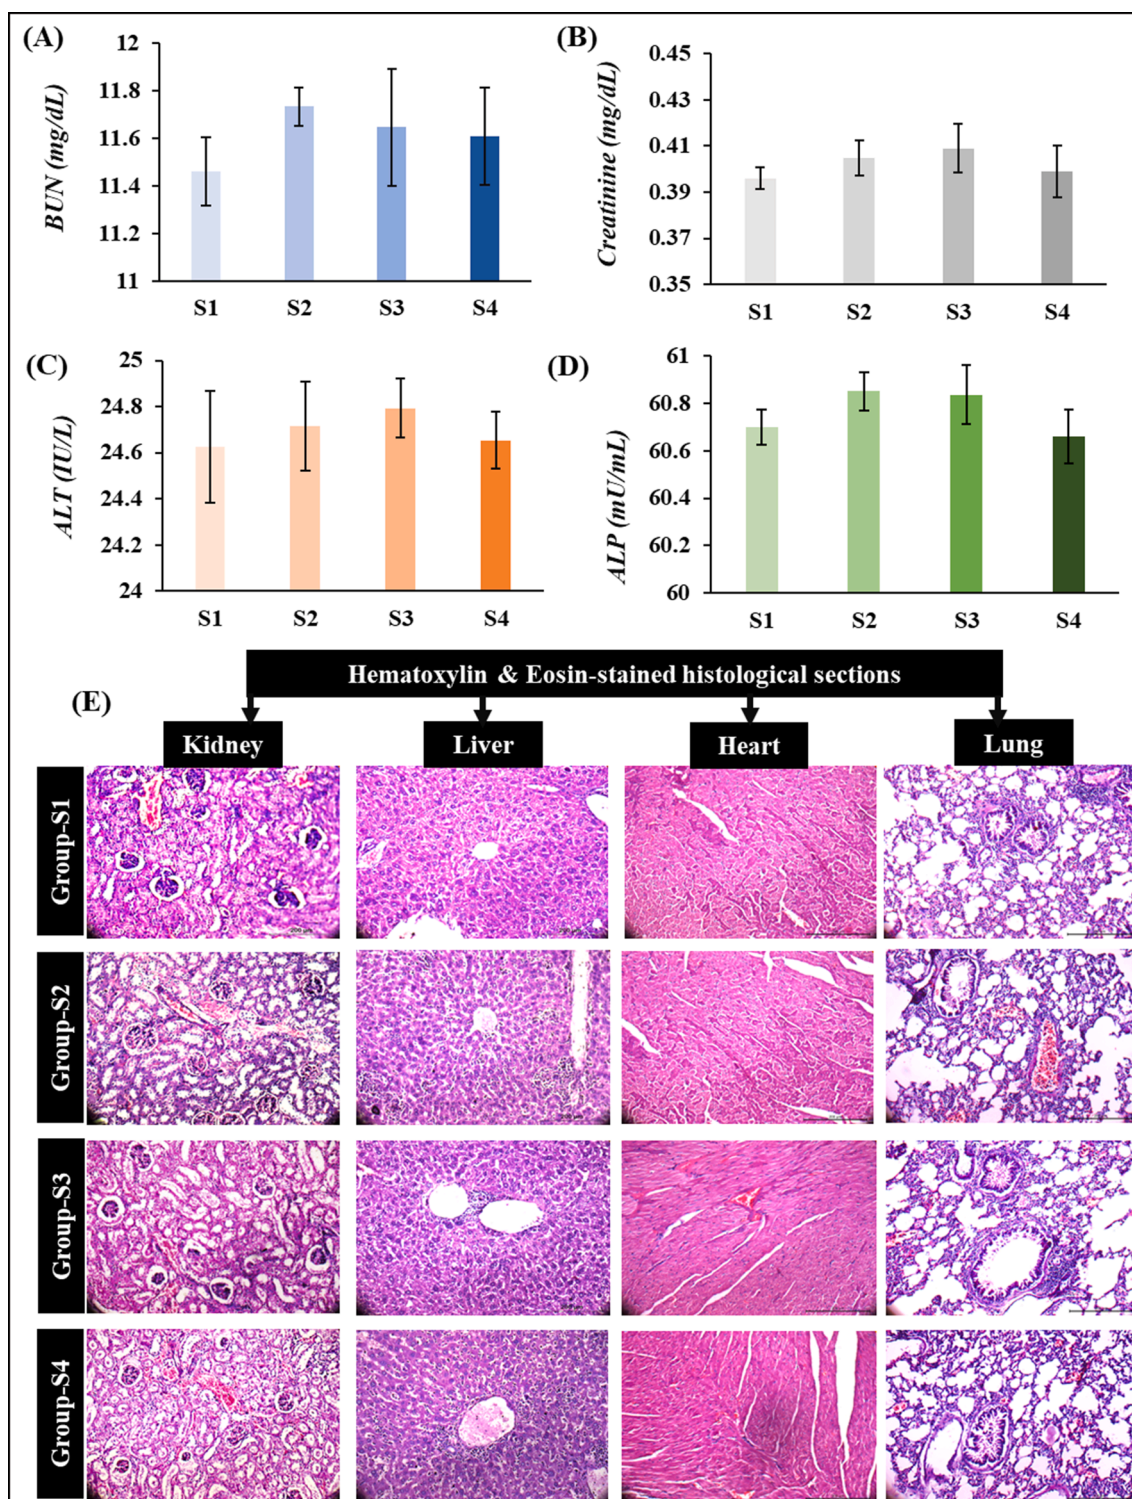 (A)
BUN (mg/dL)
12
11.8
11.6
11.4
11.2
11
S1 S2 S3 S4
(B)
Creatinine (mg/dL)
0.45
0.43
0.41
0.39
0.37
0.35
S1 S2 S3 S4
(C)
ALT (IU/L)
25
24.8
24.6
24.4
24.2
24
S1 S2 S3 S4
(D)
ALP (mU/mL)
61
60.8
60.6
60.4
60.2
60
S1 S2 S3 S4
(E)
Hematoxylin & Eosin-stained histological sections
Kidney Liver Heart Lung
Group-S1
Group-S2
Group-S3
Group-S4